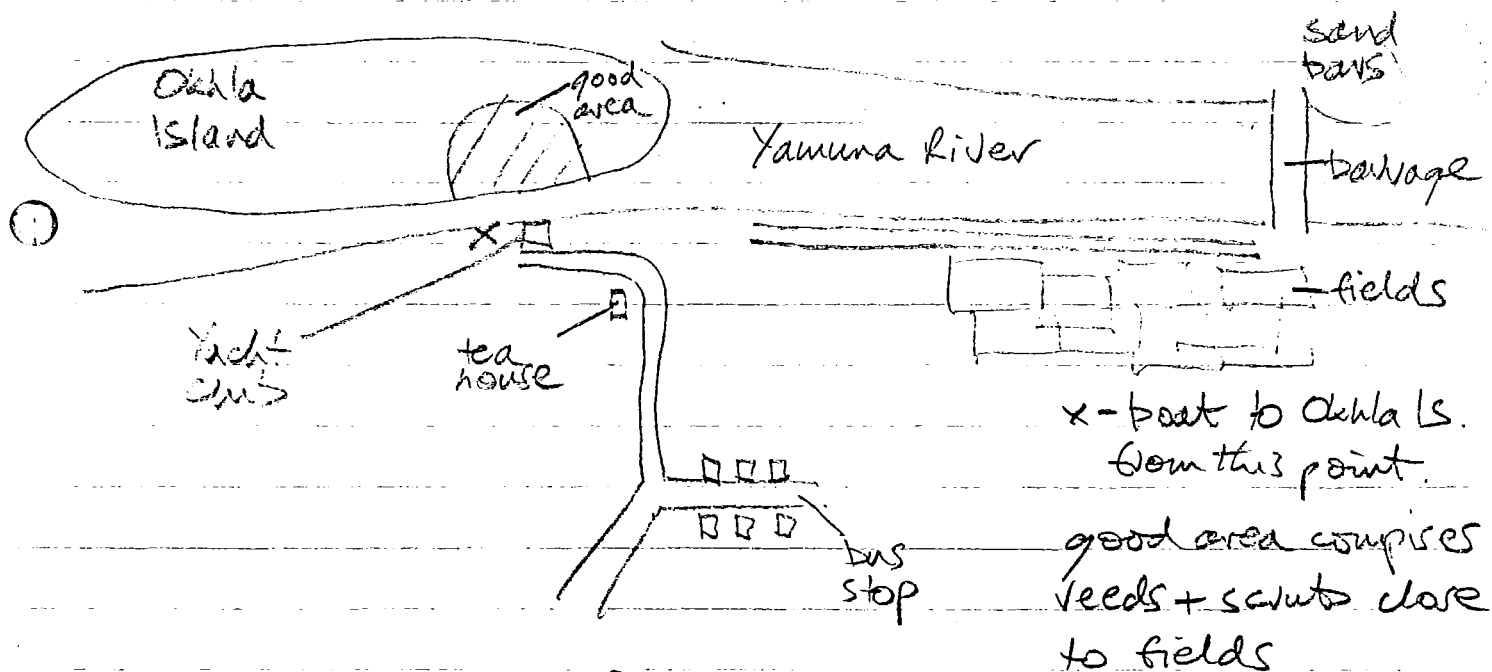 sand
bars
Okhla
Island
good
area
Yamuna River
barrage
fields
Yacht
club
tea
house
x - boat to Okhla Is.
from this point.
bus
stop
good area compises
reeds + scrub close
to fields